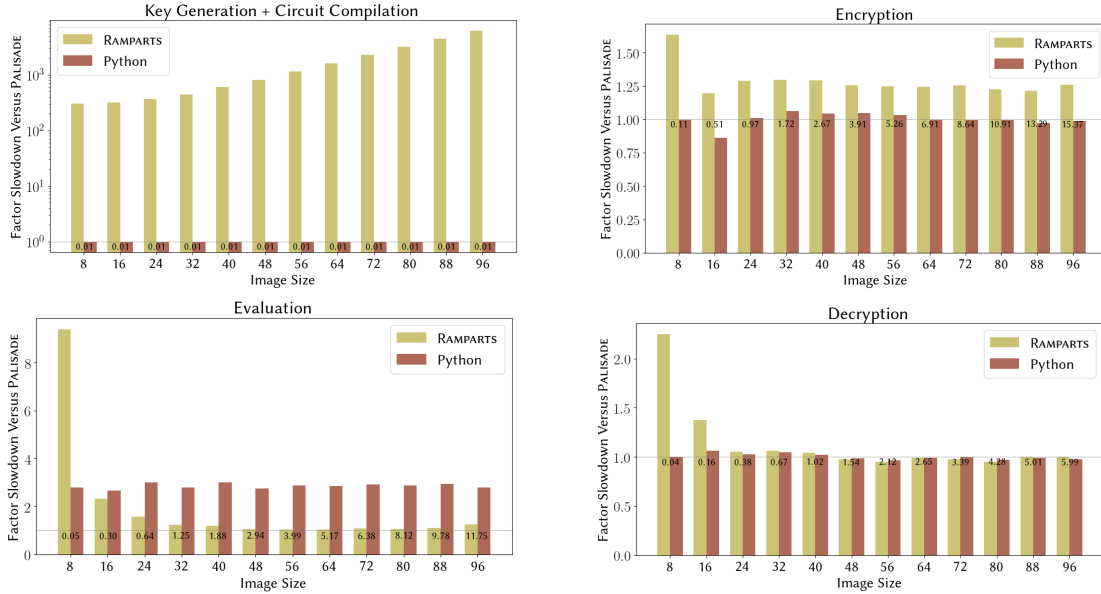 Key Generation + Circuit Compilation
Factor Slowdown Versus PALISADE
10³
10²
10¹
10⁰
RAMPARTS
Python
0.01 0.01 0.01 0.01 0.01 0.01 0.01 0.01 0.01 0.01 0.01 0.01
8 16 24 32 40 48 56 64 72 80 88 96
Image Size
Encryption
Factor Slowdown Versus PALISADE
1.50
1.25
1.00
0.75
0.50
0.25
0.00
RAMPARTS
Python
0.11 0.51 0.97 1.72 2.67 3.91 5.26 6.91 8.64 10.91 13.29 15.37
8 16 24 32 40 48 56 64 72 80 88 96
Image Size
Evaluation
Factor Slowdown Versus PALISADE
8
6
4
2
0
RAMPARTS
Python
0.05 0.30 0.64 1.25 1.88 2.94 3.99 5.17 6.38 8.12 9.78 11.75
8 16 24 32 40 48 56 64 72 80 88 96
Image Size
Decryption
Factor Slowdown Versus PALISADE
2.0
1.5
1.0
0.5
0.0
RAMPARTS
Python
0.04 0.16 0.38 0.67 1.02 1.54 2.12 2.65 3.39 4.28 5.01 5.99
8 16 24 32 40 48 56 64 72 80 88 96
Image Size